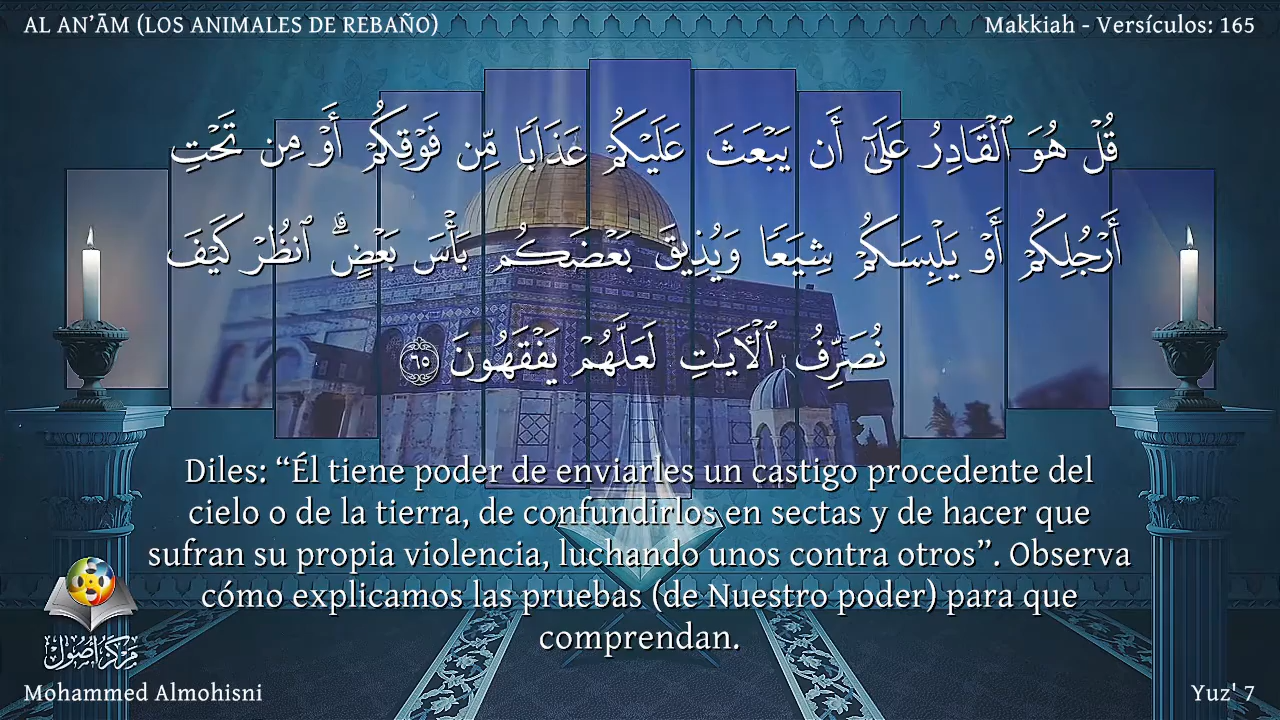 AL AN’ĀM (LOS ANIMALES DE REBAÑO)
Makkiah - Versículos: 165
قُلْ هُوَ ٱلْقَادِرُ عَلَىٰٓ أَن يَبْعَثَ عَلَيْكُمْ عَذَابًا مِّن فَوْقِكُمْ أَوْ مِن تَحْتِ
أَرْجُلِكُمْ أَوْ يَلْبِسَكُمْ شِيَعًا وَيُذِيقَ بَعْضَكُم بَأْسَ بَعْضٍ ۗ ٱنظُرْ كَيْفَ
نُصَرِّفُ ٱلْـَٔايَـٰتِ لَعَلَّهُمْ يَفْقَهُونَ ٦٥
Diles: “Él tiene poder de enviarles un castigo procedente del
cielo o de la tierra, de confundirlos en sectas y de hacer que
sufran su propia violencia, luchando unos contra otros”. Observa
cómo explicamos las pruebas (de Nuestro poder) para que
comprendan.
مركز أصول
Mohammed Almohisni
Yuz' 7